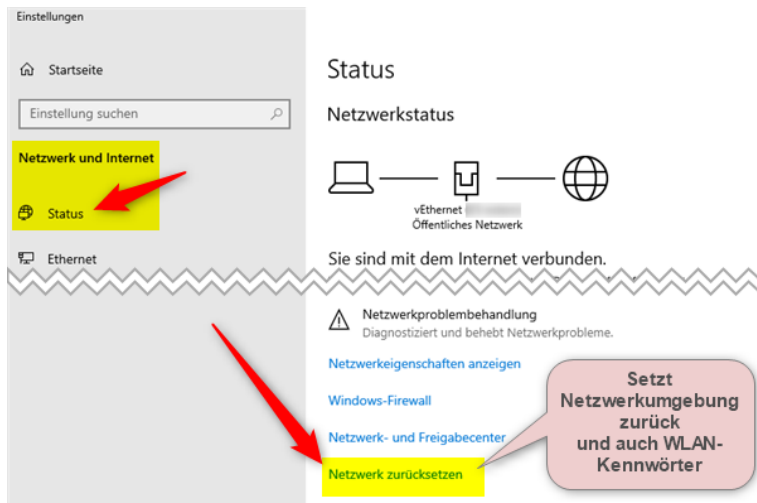 Einstellungen
Startseite
Einstellung suchen
Netzwerk und Internet
Status
Ethernet
Status
Netzwerkstatus
vEthernet
Öffentliches Netzwerk
Sie sind mit dem Internet verbunden.
Netzwerkproblembehandlung
Diagnostiziert und behebt Netzwerkprobleme.
Netzwerkeigenschaften anzeigen
Windows-Firewall
Netzwerk- und Freigabecenter
Netzwerk zurücksetzen
Setzt
Netzwerkumgebung
zurück
und auch WLAN-
Kennwörter